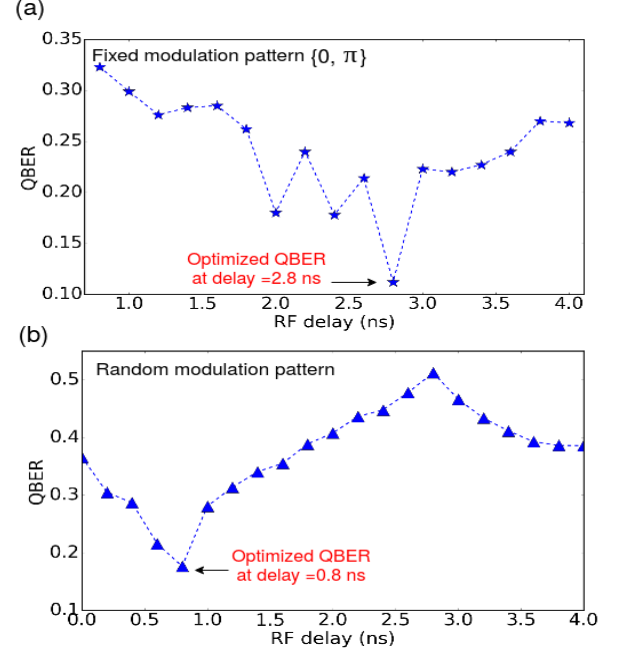 (a)
Fixed modulation pattern {0, π}
0.35
0.30
0.25
0.20
0.15
0.10
QBER
Optimized QBER
at delay =2.8 ns
1.0 1.5 2.0 2.5 3.0 3.5 4.0
RF delay (ns)
(b)
Random modulation pattern
0.5
0.4
0.3
0.2
0.1
QBER
Optimized QBER
at delay =0.8 ns
0.0 0.5 1.0 1.5 2.0 2.5 3.0 3.5 4.0
RF delay (ns)